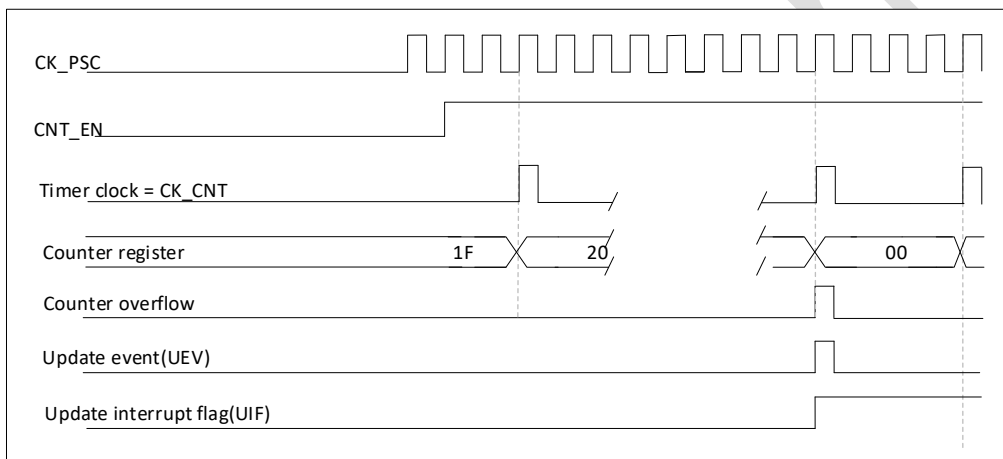 CK_PSC
CNT_EN
Timer clock = CK_CNT
Counter register 1F 20 00
Counter overflow
Update event(UEV)
Update interrupt flag(UIF)